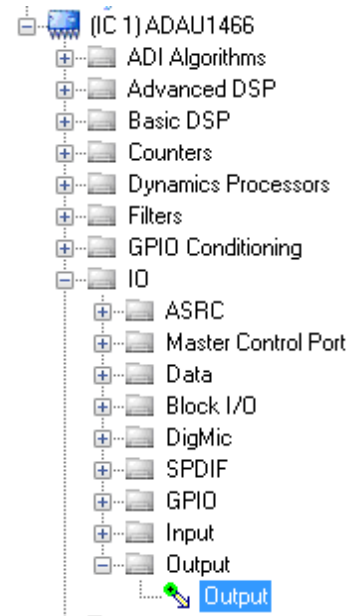 (IC 1) ADAU1466
ADI Algorithms
Advanced DSP
Basic DSP
Counters
Dynamics Processors
Filters
GPIO Conditioning
IO
ASRC
Master Control Port
Data
Block I/O
DigMic
SPDIF
GPIO
Input
Output
Output